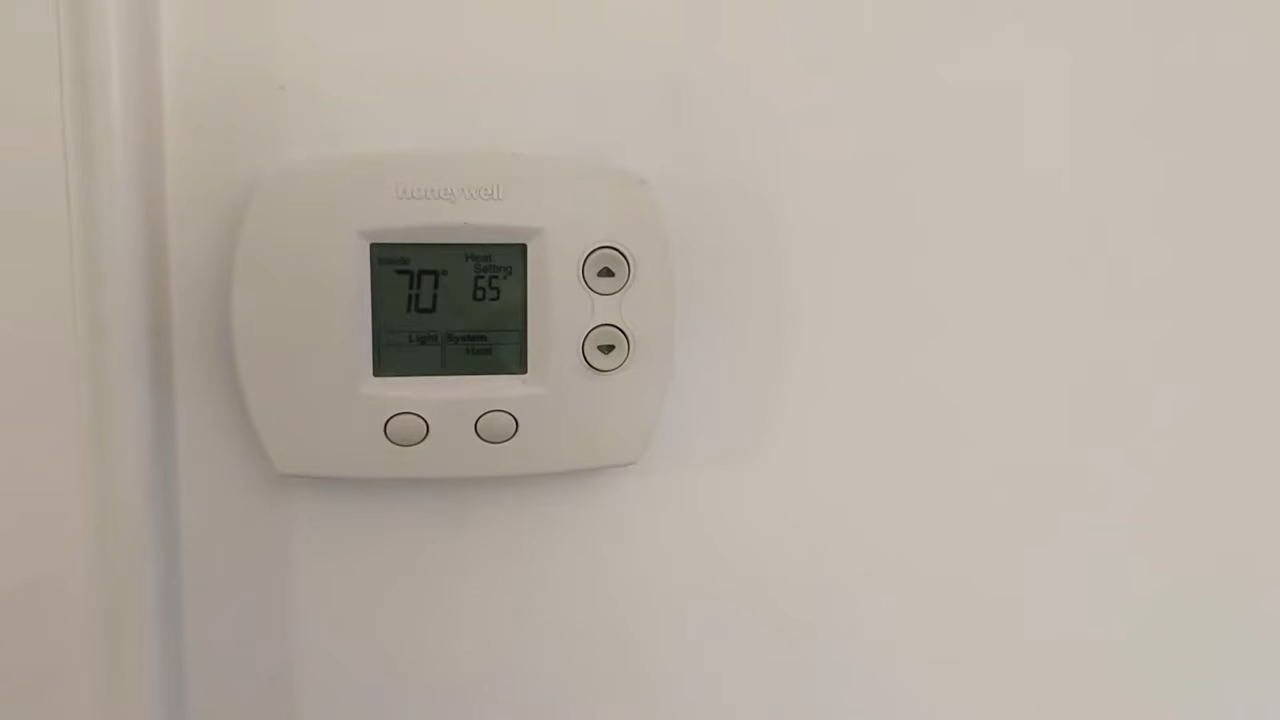 Honeywell
Inside
Heat
Setting
70° 65°
Light System
Heat